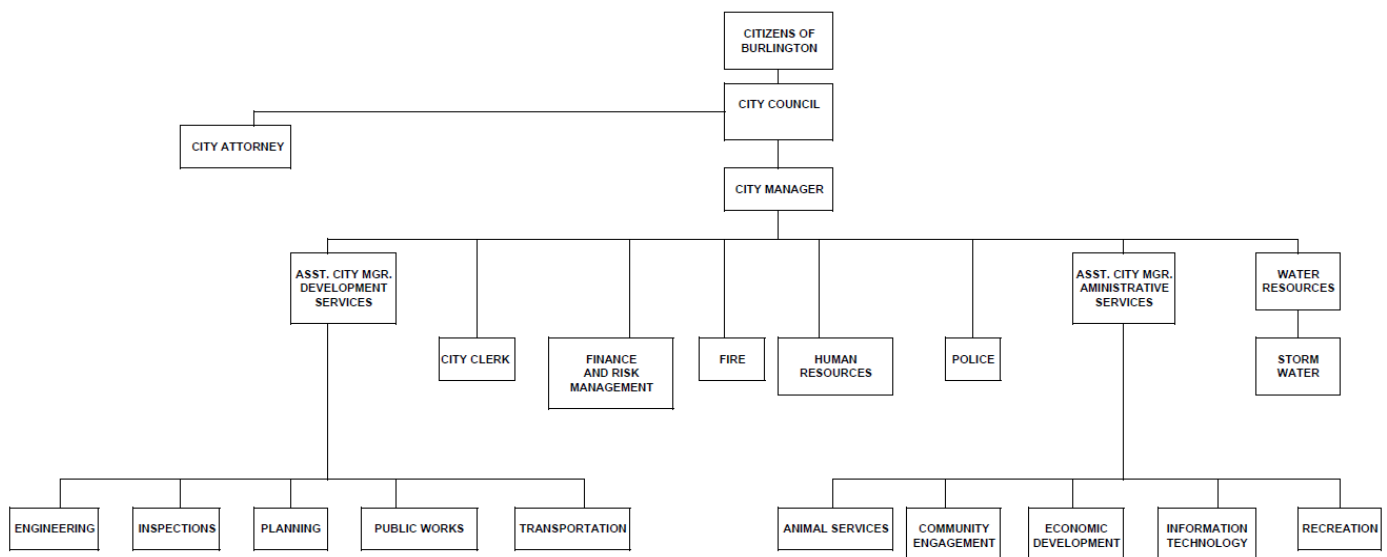 CITIZENS OF
BURLINGTON
CITY COUNCIL
CITY ATTORNEY
CITY MANAGER
ASST. CITY MGR.
DEVELOPMENT
SERVICES
ASST. CITY MGR.
AMINISTRATIVE
SERVICES
WATER
RESOURCES
CITY CLERK
FINANCE
AND RISK
MANAGEMENT
FIRE
HUMAN
RESOURCES
POLICE
STORM
WATER
ENGINEERING
INSPECTIONS
PLANNING
PUBLIC WORKS
TRANSPORTATION
ANIMAL SERVICES
COMMUNITY
ENGAGEMENT
ECONOMIC
DEVELOPMENT
INFORMATION
TECHNOLOGY
RECREATION